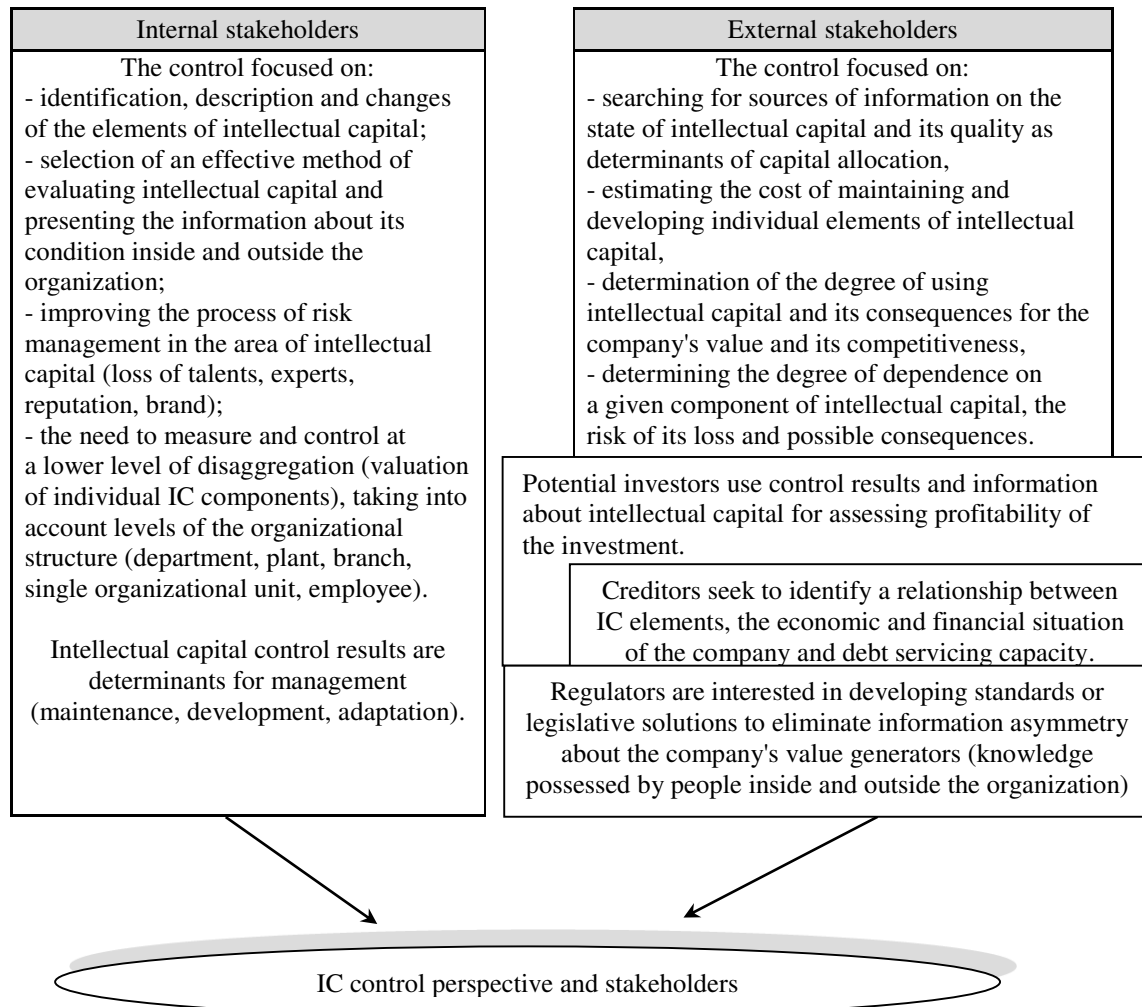 Internal stakeholders
The control focused on:
- identification, description and changes
of the elements of intellectual capital;
- selection of an effective method of
evaluating intellectual capital and
presenting the information about its
condition inside and outside the
organization;
- improving the process of risk
management in the area of intellectual
capital (loss of talents, experts,
reputation, brand);
- the need to measure and control at
a lower level of disaggregation (valuation
of individual IC components), taking into
account levels of the organizational
structure (department, plant, branch,
single organizational unit, employee).
Intellectual capital control results are
determinants for management
(maintenance, development, adaptation).
External stakeholders
The control focused on:
- searching for sources of information on the
state of intellectual capital and its quality as
determinants of capital allocation,
- estimating the cost of maintaining and
developing individual elements of intellectual
capital,
- determination of the degree of using
intellectual capital and its consequences for the
company's value and its competitiveness,
- determining the degree of dependence on
a given component of intellectual capital, the
risk of its loss and possible consequences.
Potential investors use control results and information
about intellectual capital for assessing profitability of
the investment.
Creditors seek to identify a relationship between
IC elements, the economic and financial situation
of the company and debt servicing capacity.
Regulators are interested in developing standards or
legislative solutions to eliminate information asymmetry
about the company's value generators (knowledge
possessed by people inside and outside the organization)
IC control perspective and stakeholders